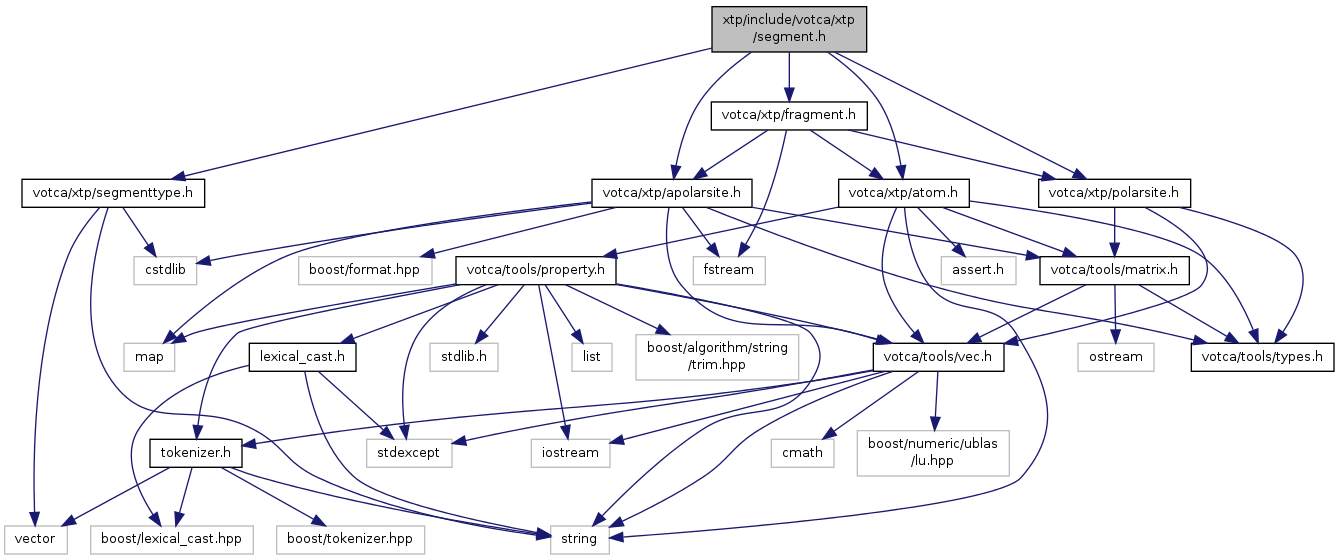 xtp/include/votca/xtp
/segment.h
votca/xtp/fragment.h
votca/xtp/segmenttype.h
votca/xtp/apolarsite.h
votca/xtp/atom.h
votca/xtp/polarsite.h
cstdlib
boost/format.hpp
votca/tools/property.h
fstream
assert.h
votca/tools/matrix.h
map
lexical_cast.h
stdlib.h
list
boost/algorithm/string
/trim.hpp
votca/tools/vec.h
ostream
votca/tools/types.h
tokenizer.h
stdexcept
iostream
cmath
boost/numeric/ublas
/lu.hpp
vector
boost/lexical_cast.hpp
boost/tokenizer.hpp
string